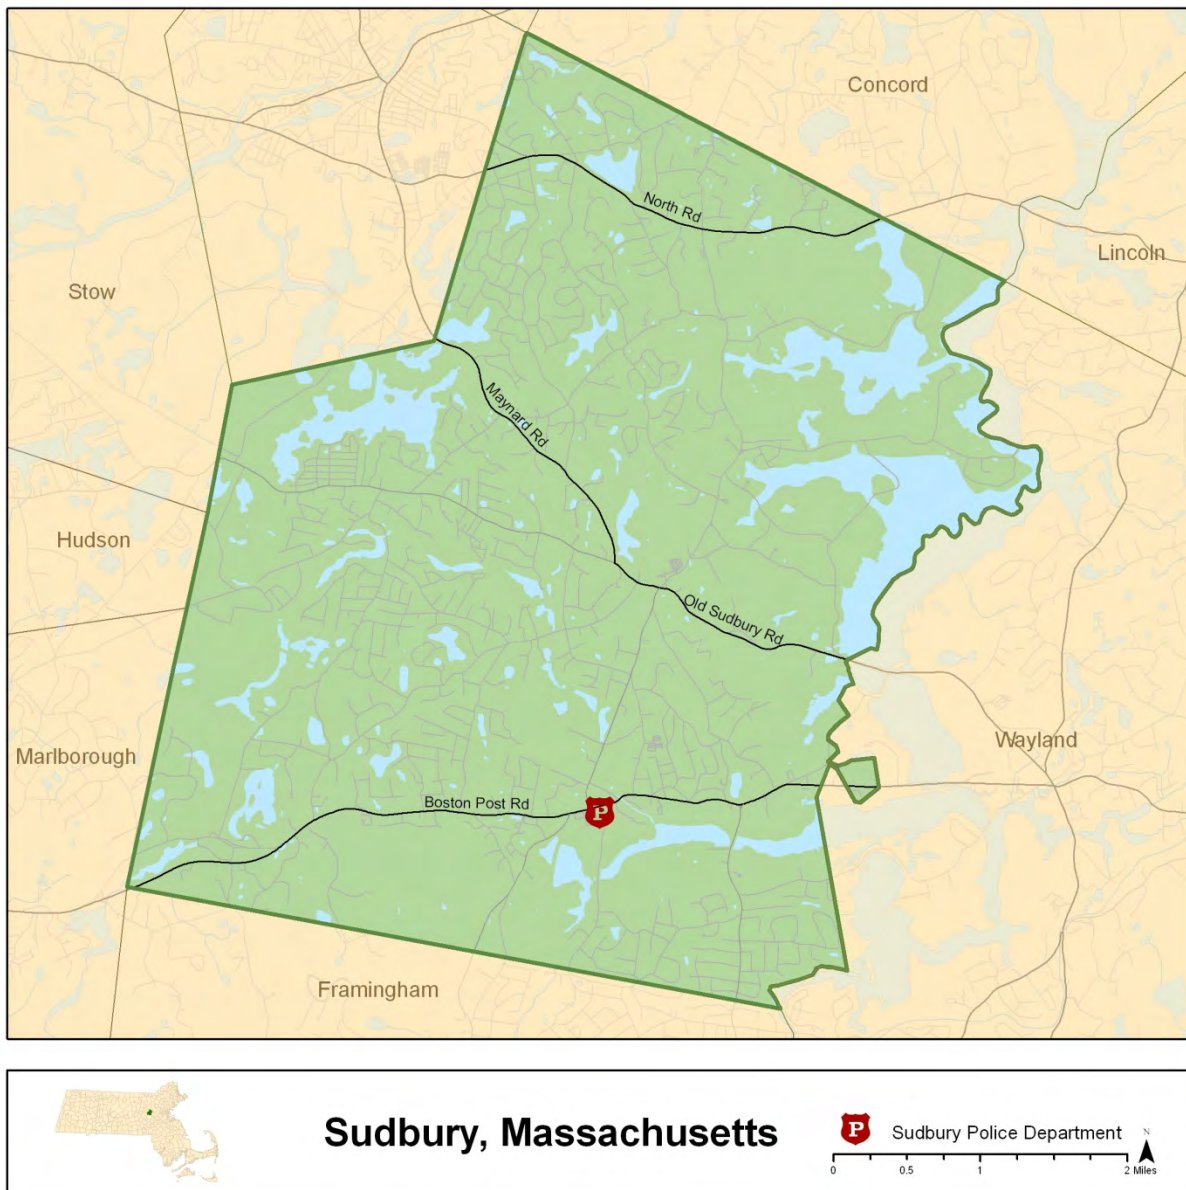 Concord
North Rd
Lincoln
Stow
Maynard Rd
Hudson
Old Sudbury Rd
Marlborough
Wayland
Boston Post Rd
P
Framingham
Sudbury, Massachusetts
P Sudbury Police Department
N
0 0.5 1 2 Miles